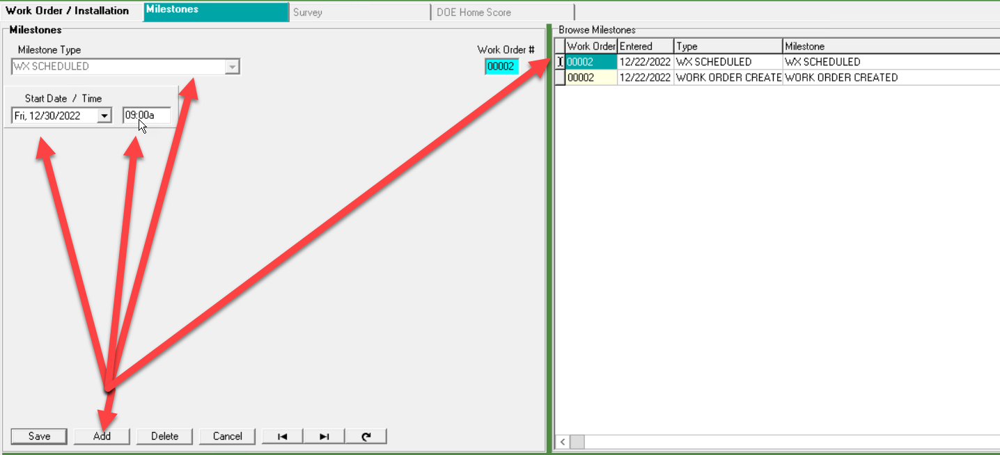 Work Order / Installation
Milestones
Survey
DOE Home Score
Milestones
Milestone Type
Work Order #
WX SCHEDULED
00002
Start Date / Time
Fri, 12/30/2022
09:00a
Save
Add
Delete
Cancel
Browse Milestones
Work Order Entered Type Milestone
00002 12/22/2022 WX SCHEDULED WX SCHEDULED
00002 12/22/2022 WORK ORDER CREATE WORK ORDER CREATED